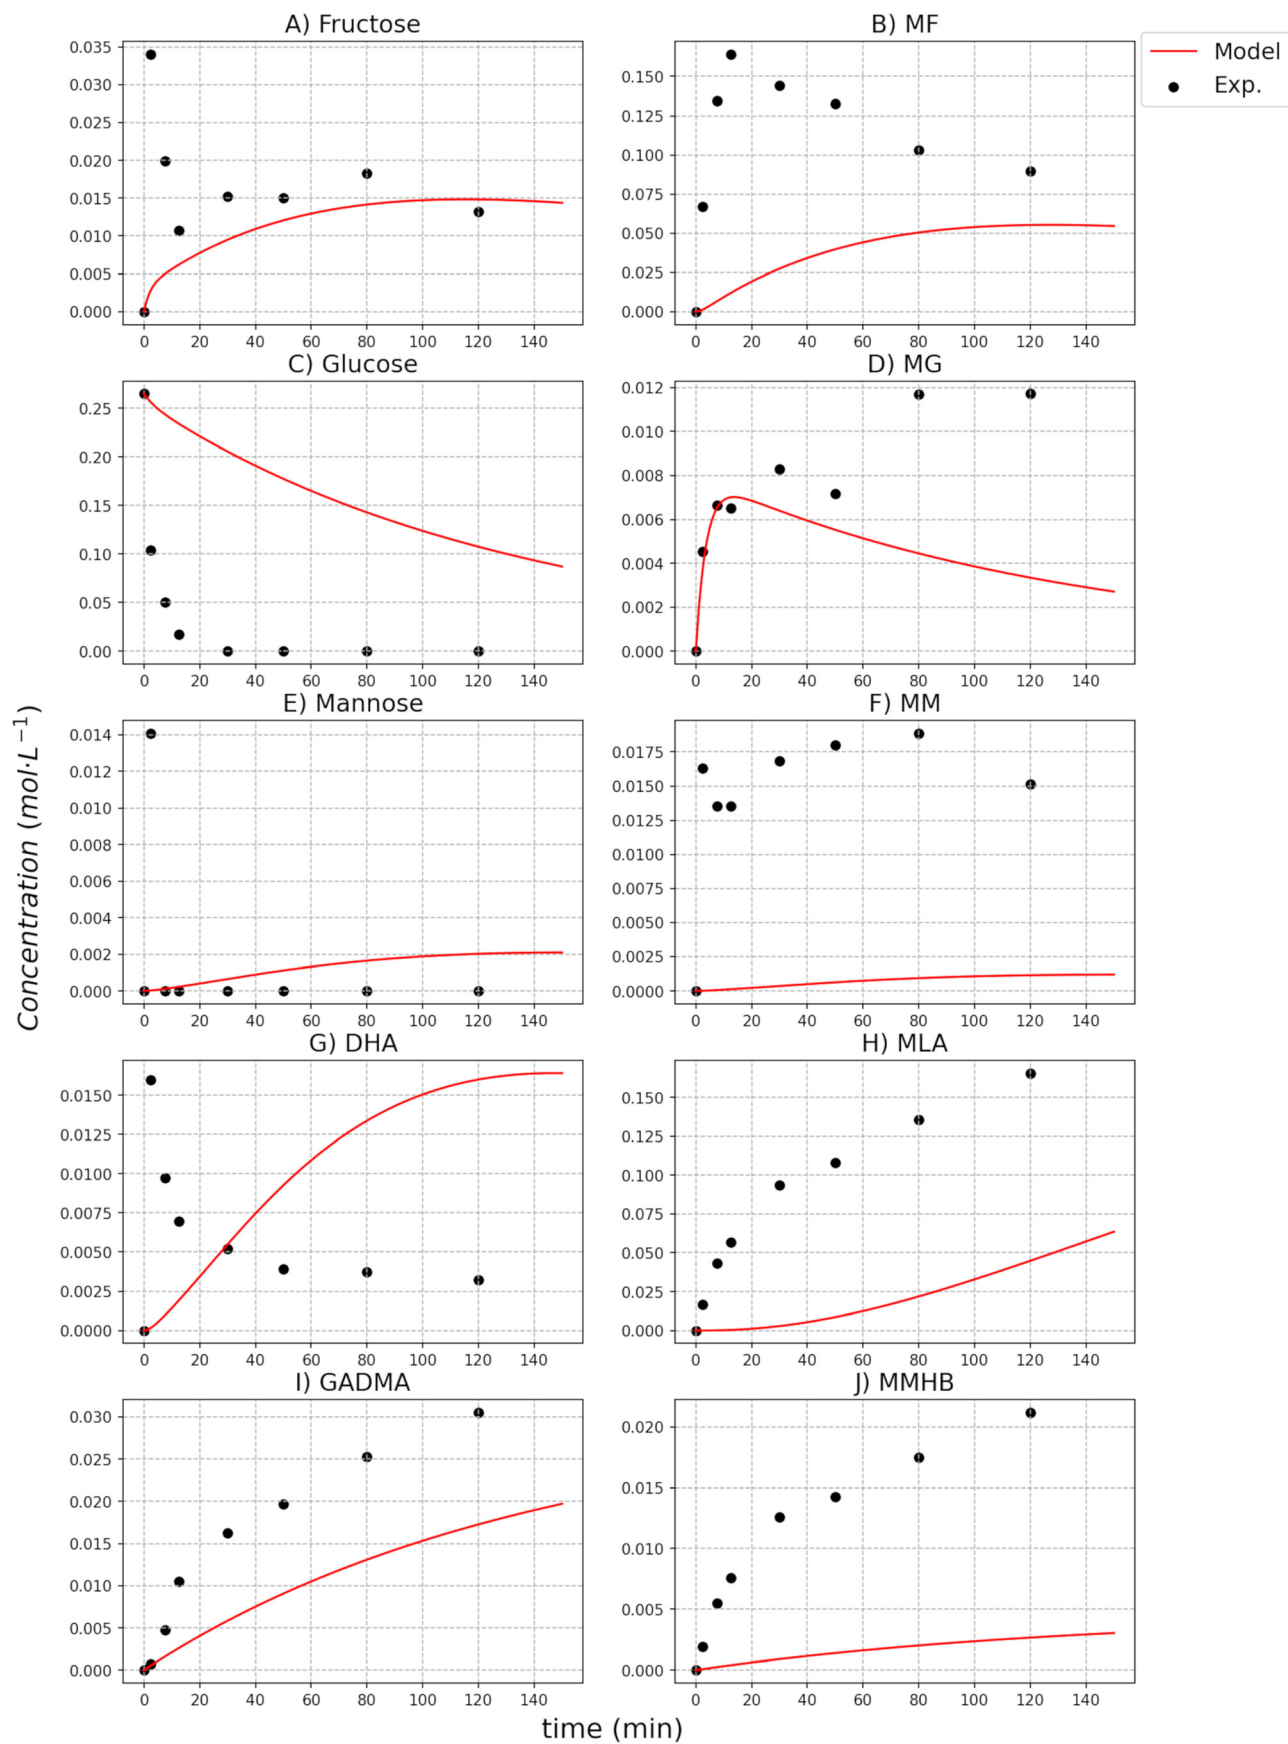 A) Fructose
0.035
0.030
0.025
0.020
0.015
0.010
0.005
0.000
0 20 40 60 80 100 120 140
B) MF
0.150
0.125
0.100
0.075
0.050
0.025
0.000
0 20 40 60 80 100 120 140
Model
Exp.
C) Glucose
0.25
0.20
0.15
0.10
0.05
0.00
0 20 40 60 80 100 120 140
D) MG
0.012
0.010
0.008
0.006
0.004
0.002
0.000
0 20 40 60 80 100 120 140
E) Mannose
0.014
0.012
0.010
0.008
0.006
0.004
0.002
0.000
0 20 40 60 80 100 120 140
F) MM
0.0175
0.0150
0.0125
0.0100
0.0075
0.0050
0.0025
0.0000
0 20 40 60 80 100 120 140
Concentration (mol·L⁻¹)
G) DHA
0.0150
0.0125
0.0100
0.0075
0.0050
0.0025
0.0000
0 20 40 60 80 100 120 140
H) MLA
0.150
0.125
0.100
0.075
0.050
0.025
0.000
0 20 40 60 80 100 120 140
I) GADMA
0.030
0.025
0.020
0.015
0.010
0.005
0.000
0 20 40 60 80 100 120 140
J) MMHB
0.020
0.015
0.010
0.005
0.000
0 20 40 60 80 100 120 140
time (min)